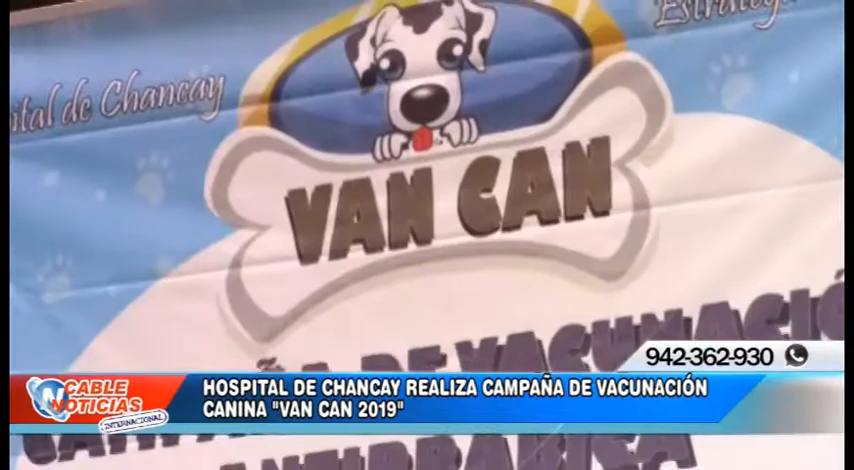 Chancay
VAN CAN
942-362-930
CABLE
NOTICIAS
INTERNACIONAL
HOSPITAL DE CHANCAY REALIZA CAMPAÑA DE VACUNACIÓN
CANINA "VAN CAN 2019"
DE VACUNACIÓ